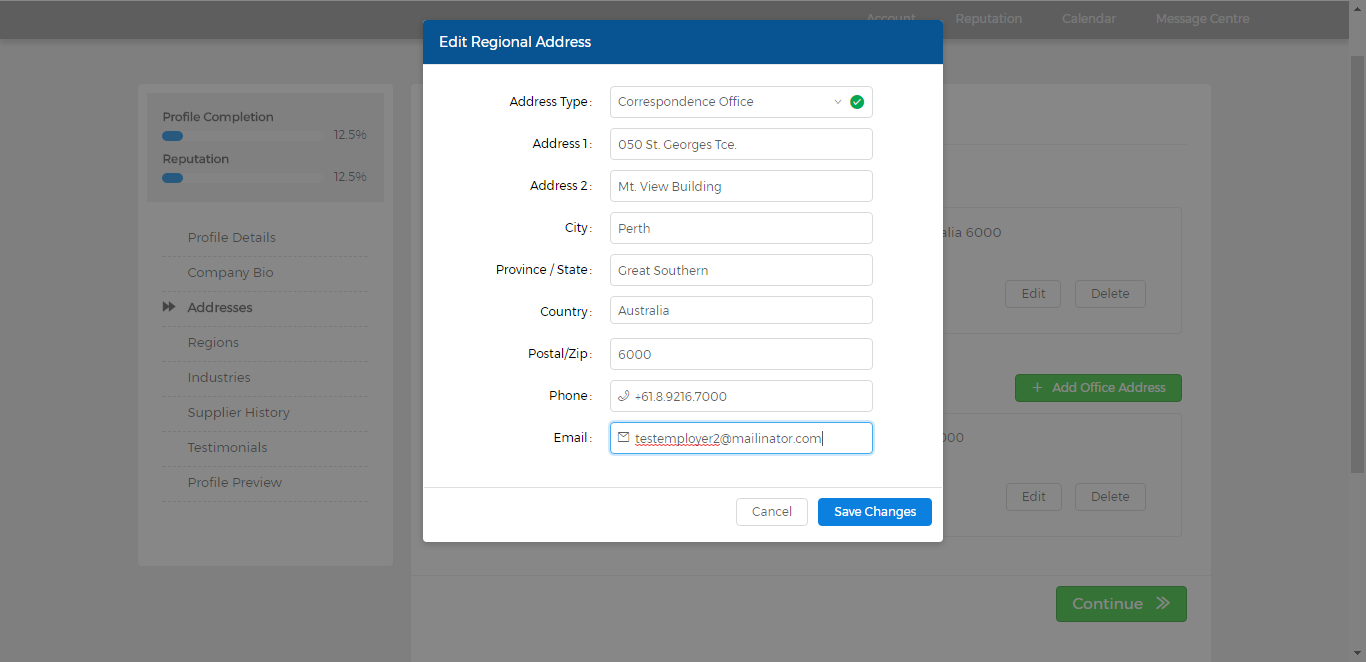 Account Reputation Calendar Message Centre
Edit Regional Address
Profile Completion
12.5%
Reputation
12.5%
Profile Details
Company Bio
Addresses
Regions
Industries
Supplier History
Testimonials
Profile Preview
Address Type: Correspondence Office
Address 1: 050 St. Georges Tce.
Address 2: Mt. View Building
City: Perth
Province / State: Great Southern
Country: Australia
Postal/Zip: 6000
Phone: +61.8.9216.7000
Email: testemployer2@mailinator.com
Cancel Save Changes
alia 6000
Edit Delete
+ Add Office Address
000
Edit Delete
Continue